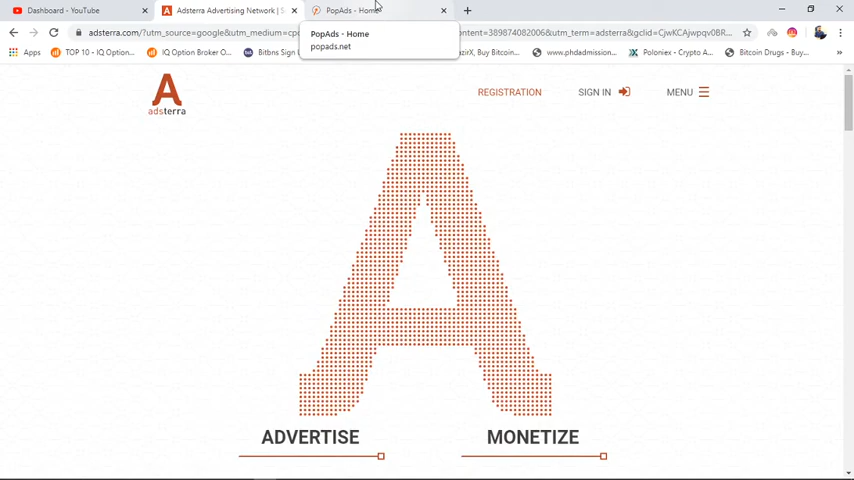 Dashboard - YouTube
Adsterra Advertising Network | S
PopAds - Home
adsterra.com/?utm_source=google&utm_medium=cpc
ontent=389874082006&utm_term=adsterra&gclid=CjwKCAjwpqv0BR...
PopAds - Home
popads.net
Apps
TOP 10 - IQ Option...
IQ Option Broker O...
Bitbns Sign
azirX, Buy Bitcoin...
www.phdadmission...
Poloniex - Crypto A...
Bitcoin Drugs - Buy...
adsterra
REGISTRATION
SIGN IN
MENU
ADVERTISE
MONETIZE